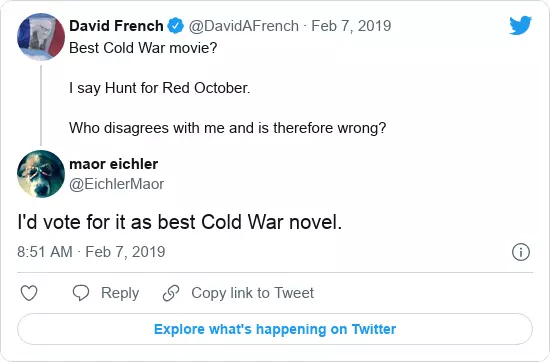 David French @DavidAFrench · Feb 7, 2019
Best Cold War movie?
I say Hunt for Red October.
Who disagrees with me and is therefore wrong?
maor eichler
@EichlerMaor
I'd vote for it as best Cold War novel.
8:51 AM · Feb 7, 2019
Reply Copy link to Tweet
Explore what's happening on Twitter